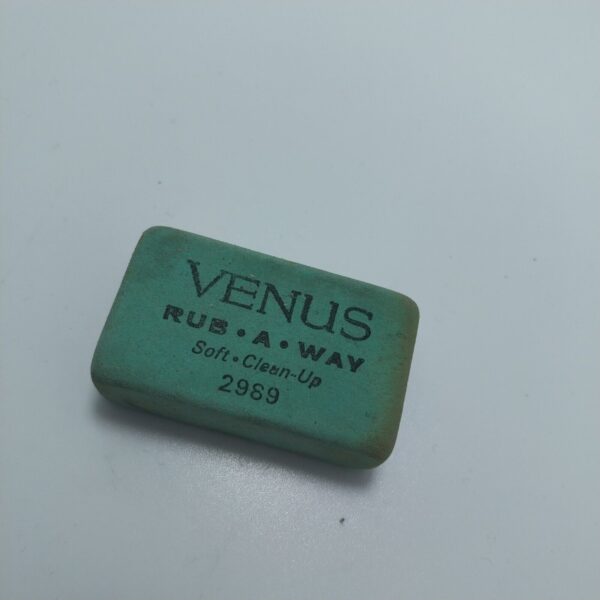 VENUS
RUB • A • WAY
Soft • Clean-Up
2989